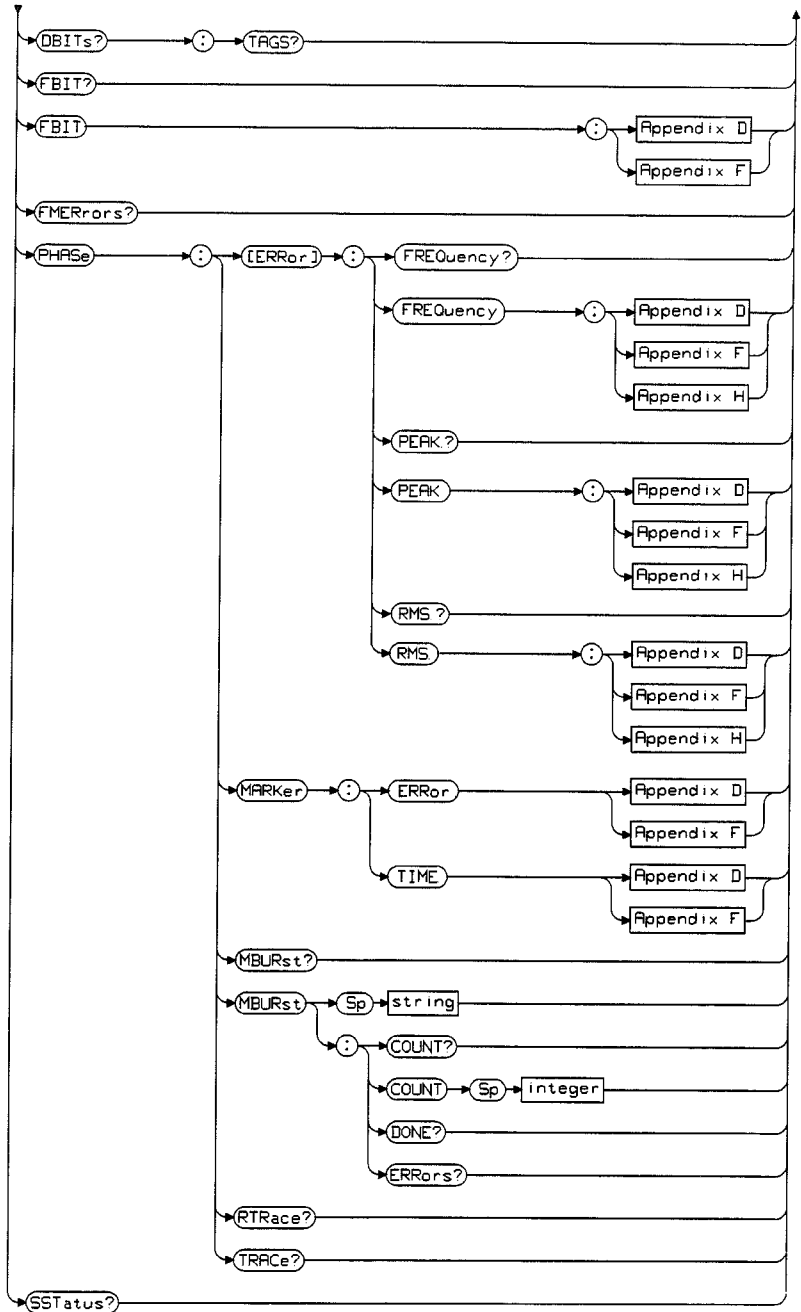 DBITs? : TAGS?
FBIT?
FBIT : Appendix D
Appendix F
FMERrors?
PHASe : [ERRor] : FREQuency?
FREQuency : Appendix D
Appendix F
Appendix H
PEAK?
PEAK : Appendix D
Appendix F
Appendix H
RMS?
RMS : Appendix D
Appendix F
Appendix H
MARKer : ERRor Appendix D
Appendix F
TIME Appendix D
Appendix F
MBURst?
MBURst Sp string
: COUNT?
COUNT Sp integer
DONE?
ERRors?
RTRace?
TRACe?
SSTatus?